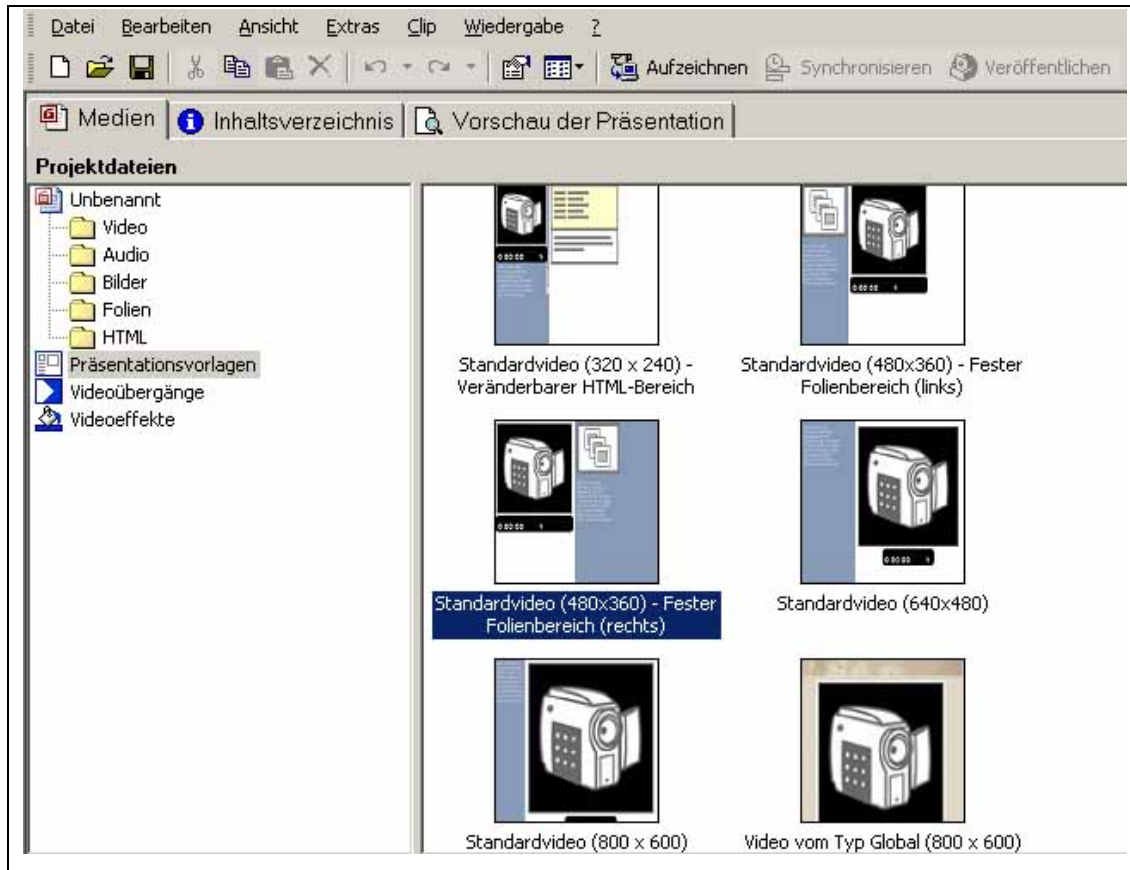 Datei Bearbeiten Ansicht Extras Clip Wiedergabe ?
Aufzeichnen Synchronisieren Veröffentlichen
Medien Inhaltsverzeichnis Vorschau der Präsentation
Projektdateien
Unbenannt
Video
Audio
Bilder
Folien
HTML
Präsentationsvorlagen
Videoübergänge
Videoeffekte
Standardvideo (320 x 240) -
Veränderbarer HTML-Bereich
Standardvideo (480x360) - Fester
Folienbereich (links)
Standardvideo (480x360) - Fester
Folienbereich (rechts)
Standardvideo (640x480)
Standardvideo (800 x 600)
Video vom Typ Global (800 x 600)